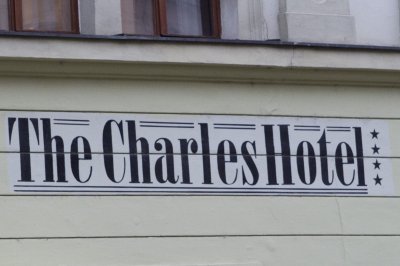 The Charles Hotel